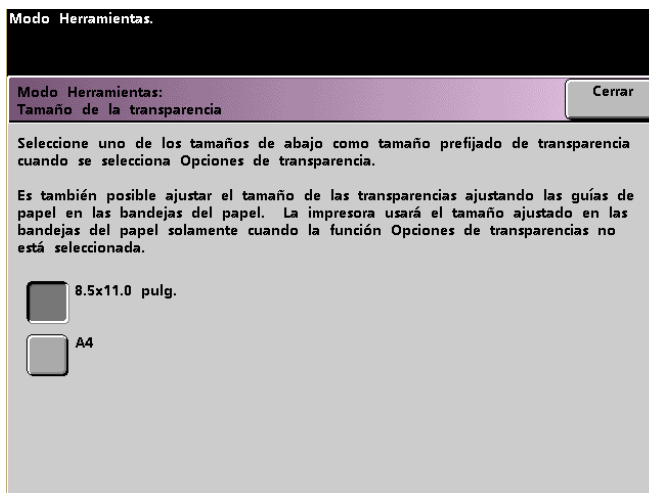 Modo Herramientas.
Modo Herramientas:
Tamaño de la transparencia
Cerrar
Seleccione uno de los tamaños de abajo como tamaño prefijado de transparencia
cuando se selecciona Opciones de transparencia.
Es también posible ajustar el tamaño de las transparencias ajustando las guías de
papel en las bandejas del papel. La impresora usará el tamaño ajustado en las
bandejas del papel solamente cuando la función Opciones de transparencias no
está seleccionada.
8.5x11.0 pulg.
A4